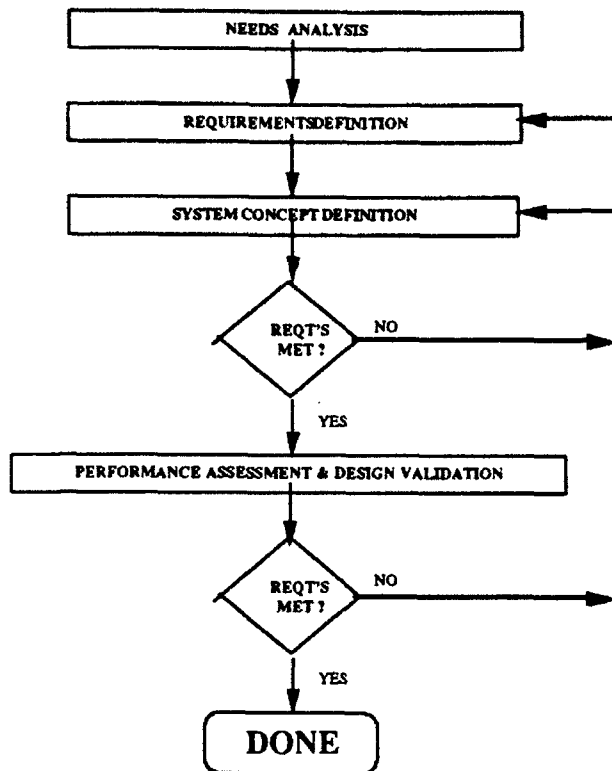 NEEDS ANALYSIS
REQUIREMENTSDEFINITION
SYSTEM CONCEPT DEFINITION
REQT'S
MET ?
NO
YES
PERFORMANCE ASSESSMENT & DESIGN VALIDATION
REQT'S
MET ?
NO
YES
DONE